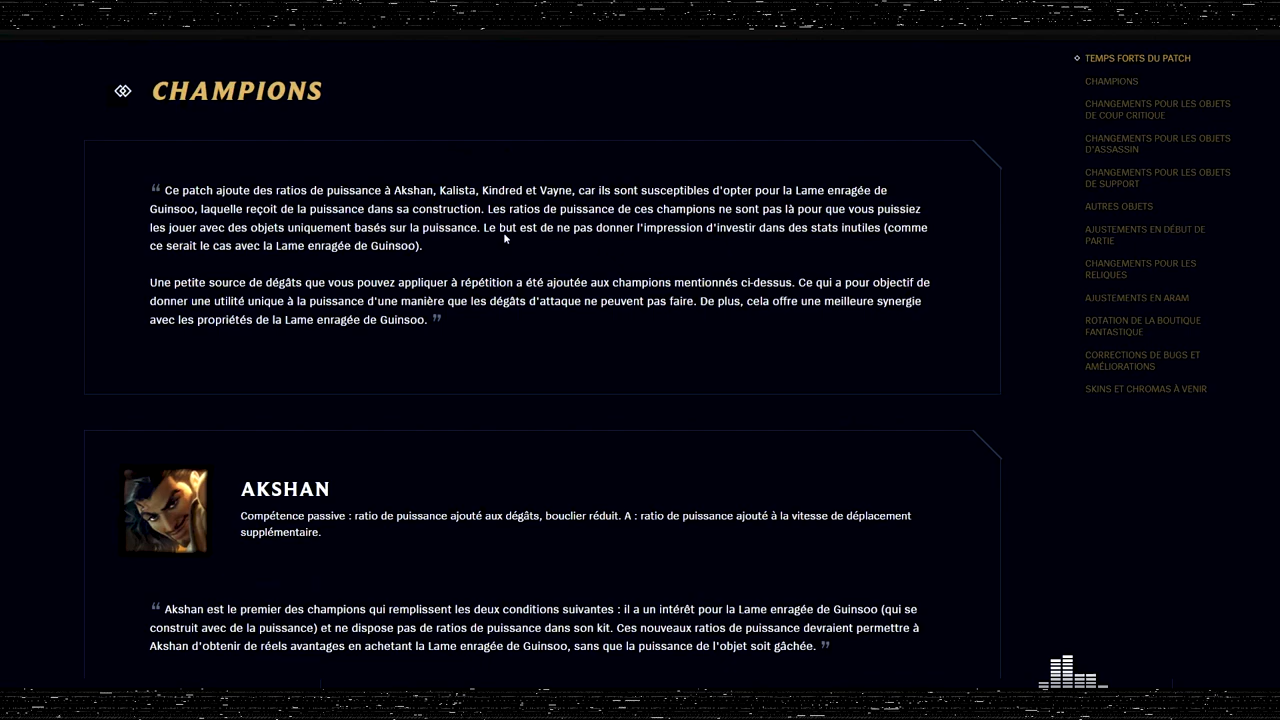 CHAMPIONS
“ Ce patch ajoute des ratios de puissance à Akshan, Kalista, Kindred et Vayne, car ils sont susceptibles d'opter pour la Lame enragée de
Guinsoo, laquelle reçoit de la puissance dans sa construction. Les ratios de puissance de ces champions ne sont pas là pour que vous puissiez
les jouer avec des objets uniquement basés sur la puissance. Le but est de ne pas donner l'impression d'investir dans des stats inutiles (comme
ce serait le cas avec la Lame enragée de Guinsoo).
Une petite source de dégâts que vous pouvez appliquer à répétition a été ajoutée aux champions mentionnés ci-dessus. Ce qui a pour objectif de
donner une utilité unique à la puissance d'une manière que les dégâts d'attaque ne peuvent pas faire. De plus, cela offre une meilleure synergie
avec les propriétés de la Lame enragée de Guinsoo. ”
AKSHAN
Compétence passive : ratio de puissance ajouté aux dégâts, bouclier réduit. A : ratio de puissance ajouté à la vitesse de déplacement
supplémentaire.
“ Akshan est le premier des champions qui remplissent les deux conditions suivantes : il a un intérêt pour la Lame enragée de Guinsoo (qui se
construit avec de la puissance) et ne dispose pas de ratios de puissance dans son kit. Ces nouveaux ratios de puissance devraient permettre à
Akshan d'obtenir de réels avantages en achetant la Lame enragée de Guinsoo, sans que la puissance de l'objet soit gâchée. ”
TEMPS FORTS DU PATCH
CHAMPIONS
CHANGEMENTS POUR LES OBJETS
DE COUP CRITIQUE
CHANGEMENTS POUR LES OBJETS
D'ASSASSIN
CHANGEMENTS POUR LES OBJETS
DE SUPPORT
AUTRES OBJETS
AJUSTEMENTS EN DÉBUT DE
PARTIE
CHANGEMENTS POUR LES
RELIQUES
AJUSTEMENTS EN ARAM
ROTATION DE LA BOUTIQUE
FANTASTIQUE
CORRECTIONS DE BUGS ET
AMÉLIORATIONS
SKINS ET CHROMAS À VENIR